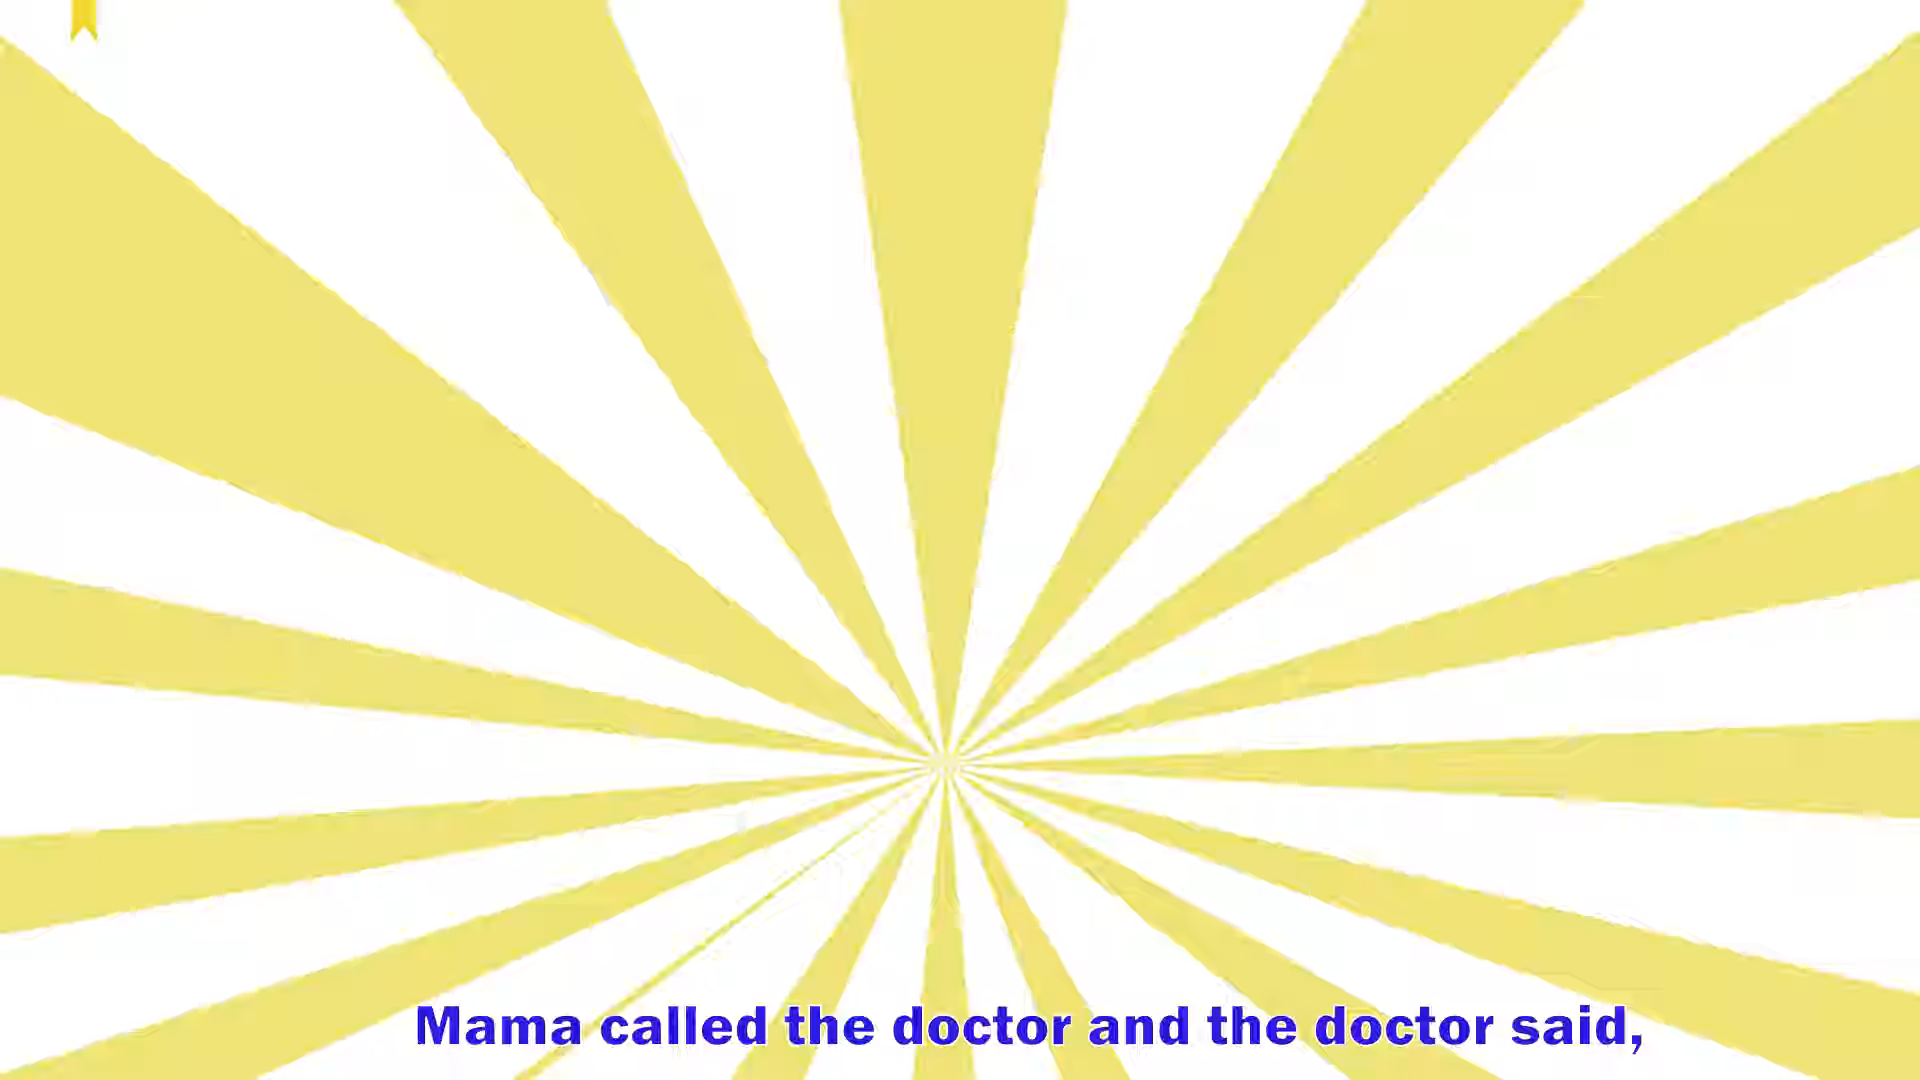 Mama called the doctor and the doctor said,